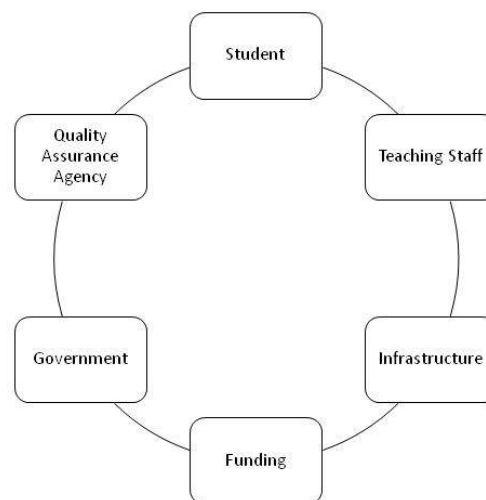 Student
Quality
Assurance
Agency
Teaching Staff
Government
Infrastructure
Funding